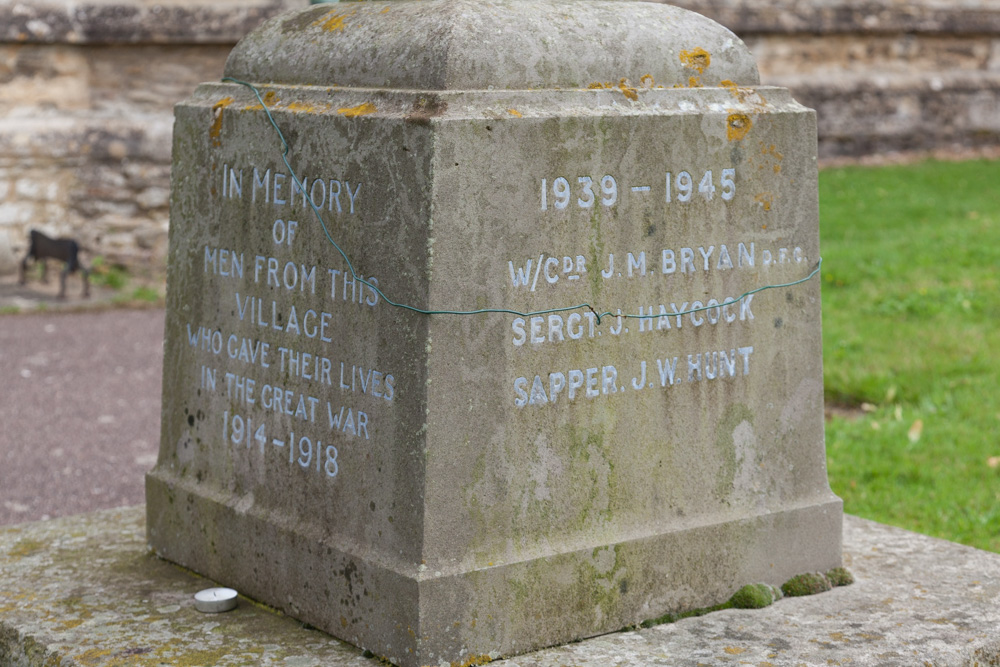 IN MEMORY
OF
MEN FROM THIS
VILLAGE
WHO GAVE THEIR LIVES
IN THE GREAT WAR
1914-1918
1939 - 1945
W/CDR J.M. BRYAN D.F.C.
SERGT. J. HAYCOCK
SAPPER. J.W. HUNT